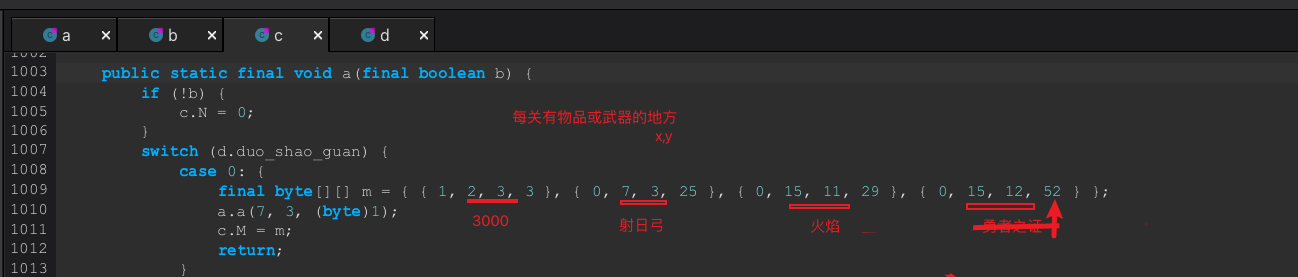 a × b × c × d ×
1002
1003 public static final void a(final boolean b) {
1004 if (!b) {
1005 c.N = 0;
每关有物品或武器的地方
1006 }
x,y
1007 switch (d.duo_shao_guan) {
1008 case 0: {
1009 final byte[][] m = { { 1, 2, 3, 3 }, { 0, 7, 3, 25 }, { 0, 15, 11, 29 }, { 0, 15, 12, 52 } };
1010 a.a(7, 3, (byte)1);
3000 射日弓 火焰 勇者之证
1011 c.M = m;
1012 return;
1013 }